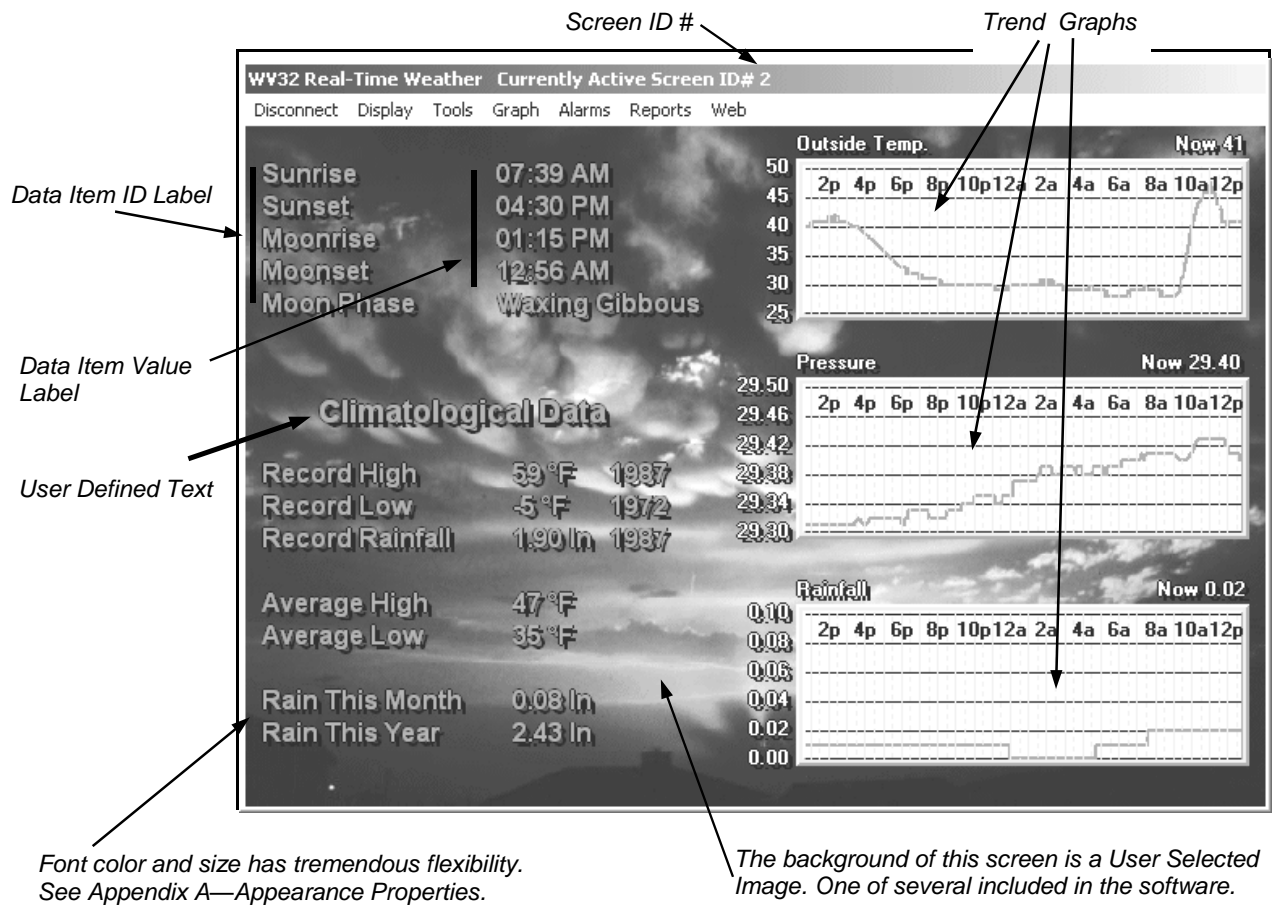 Screen ID #
Trend Graphs
WV32 Real-Time Weather Currently Active Screen ID# 2
Disconnect Display Tools Graph Alarms Reports Web
Data Item ID Label
Sunrise 07:39 AM
Sunset 04:30 PM
Moonrise 01:15 PM
Moonset 12:56 AM
Moon Phase Waxing Gibbous
Data Item Value
Label
Climatological Data
User Defined Text
Record High 59 °F 1987
Record Low -5 °F 1972
Record Rainfall 1.90 In 1987
Average High 47 °F
Average Low 35 °F
Rain This Month 0.08 In
Rain This Year 2.43 In
Outside Temp. Now 41
50
2p 4p 6p 8p 10p 12a 2a 4a 6a 8a 10a 12p
45
40
35
30
25
Pressure Now 29.40
29.50
2p 4p 6p 8p 10p 12a 2a 4a 6a 8a 10a 12p
29.46
29.42
29.38
29.34
29.30
Rainfall Now 0.02
0.10
2p 4p 6p 8p 10p 12a 2a 4a 6a 8a 10a 12p
0.08
0.06
0.04
0.02
0.00
Font color and size has tremendous flexibility.
See Appendix A—Appearance Properties.
The background of this screen is a User Selected
Image. One of several included in the software.